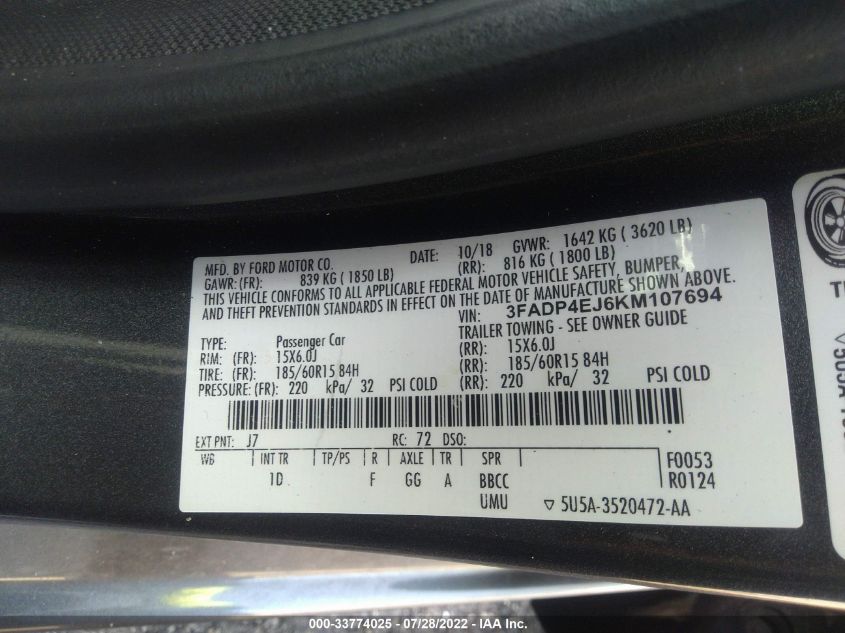 MFD. BY FORD MOTOR CO. DATE: 10/18 GVWR: 1642 KG ( 3620 LB)
GAWR: (FR): 839 KG ( 1850 LB) (RR): 816 KG ( 1800 LB)
THIS VEHICLE CONFORMS TO ALL APPLICABLE FEDERAL MOTOR VEHICLE SAFETY, BUMPER,
AND THEFT PREVENTION STANDARDS IN EFFECT ON THE DATE OF MANUFACTURE SHOWN ABOVE.
VIN: 3FADP4EJ6KM107694
TYPE: Passenger Car TRAILER TOWING - SEE OWNER GUIDE
RIM: (FR): 15X6.0J (RR): 15X6.0J
TIRE: (FR): 185/60R15 84H (RR): 185/60R15 84H
PRESSURE: (FR): 220 kPa/ 32 PSI COLD (RR): 220 kPa/ 32 PSI COLD
EXT PNT: J7 RC: 72 DSO:
WB INT TR TP/PS R AXLE TR SPR F0053
1D F GG A BBCC R0124
UMU ▽ 5U5A-3520472-AA
000-33774025 - 07/28/2022 - IAA Inc.